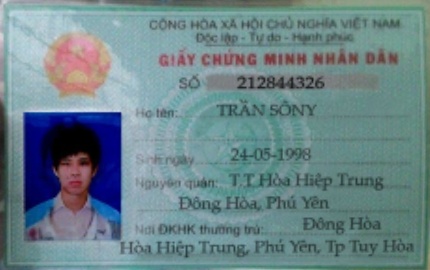 CỘNG HÒA XÃ HỘI CHỦ NGHĨA VIỆT NAM
Độc lập - Tự do - Hạnh phúc
GIẤY CHỨNG MINH NHÂN DÂN
SỐ 212844326
Họ tên: TRẦN SÔNY
Sinh ngày 24-05-1998
Nguyên quán: T.T Hòa Hiệp Trung
Đông Hòa, Phú Yên
Nơi ĐKHK thường trú: Đông Hòa
Hòa Hiệp Trung, Phú Yên, Tp Tuy Hòa